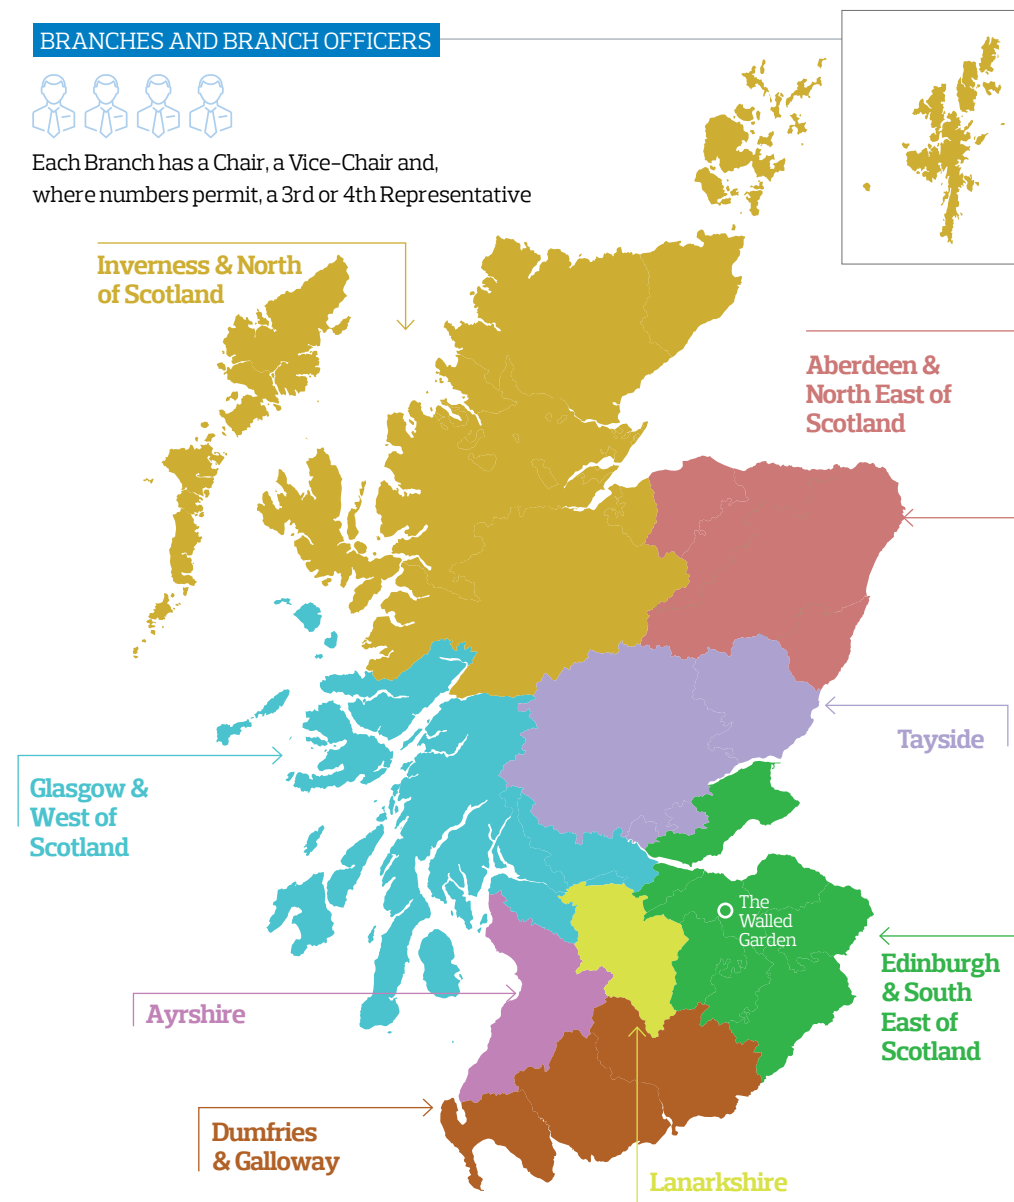 BRANCHES AND BRANCH OFFICERS
Each Branch has a Chair, a Vice-Chair and,
where numbers permit, a 3rd or 4th Representative
Inverness & North
of Scotland
Aberdeen &
North East of
Scotland
Tayside
Glasgow &
West of
Scotland
The
Walled
Garden
Edinburgh
& South
East of
Scotland
Ayrshire
Dumfries
& Galloway
Lanarkshire